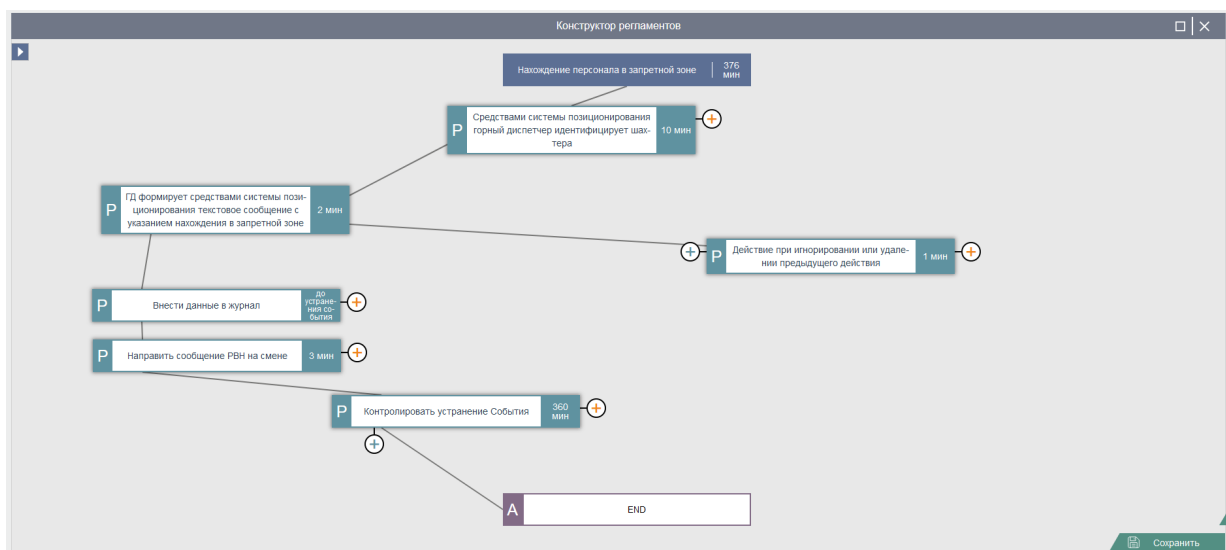 Конструктор регламентов
Нахождение персонала в запретной зоне
376
мин
Р
Средствами системы позиционирования
горный диспетчер идентифицирует шах-
тера
10 мин
Р
ГД формирует средствами системы пози-
ционирования текстовое сообщение с
указанием нахождения в запретной зоне
2 мин
Р
Действие при игнорировании или удале-
нии предыдущего действия
1 мин
Р
Внести данные в журнал
до
устране-
ния со-
бытия
Р
Направить сообщение РВН на смене
3 мин
Р
Контролировать устранение События
360
мин
А
END
Сохранить